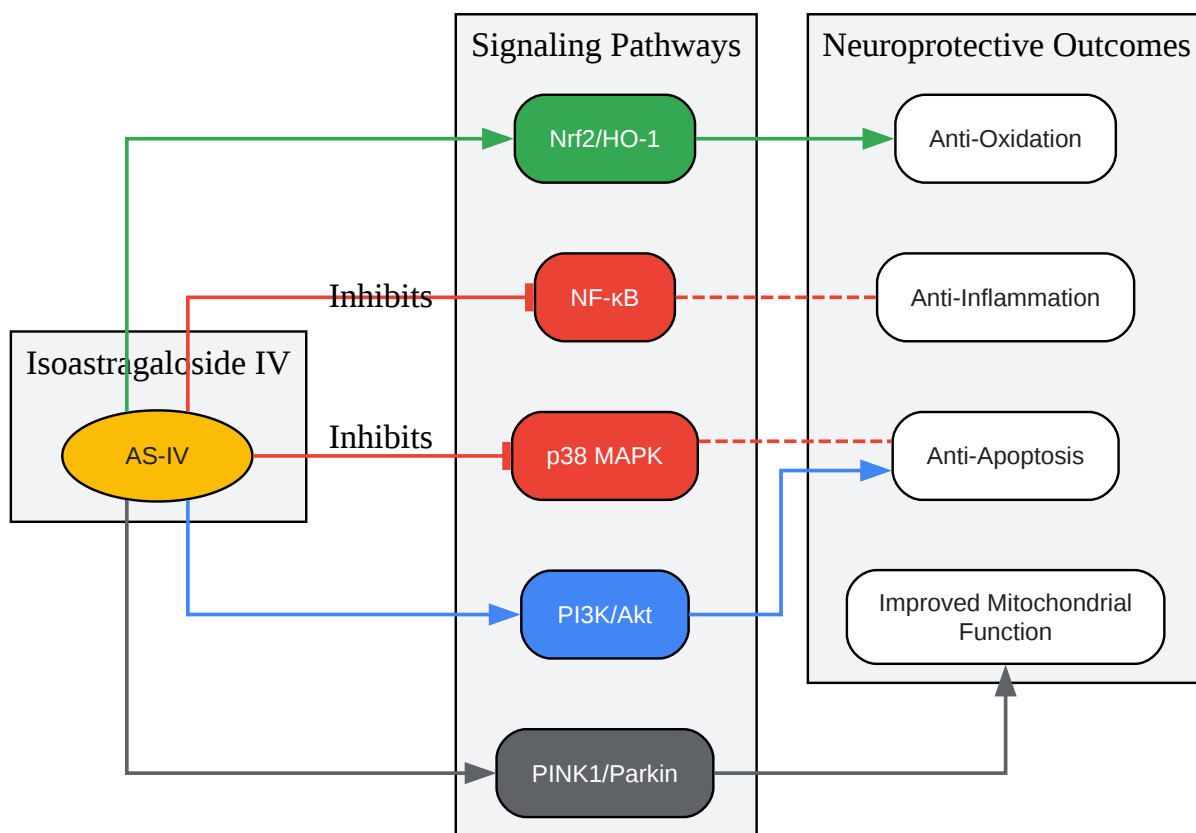 Signaling Pathways
Neuroprotective Outcomes
Nrf2/HO-1
Anti-Oxidation
Inhibits
NF-κB
Anti-Inflammation
Isoastragaloside IV
AS-IV
Inhibits
p38 MAPK
Anti-Apoptosis
PI3K/Akt
Improved Mitochondrial
Function
PINK1/Parkin